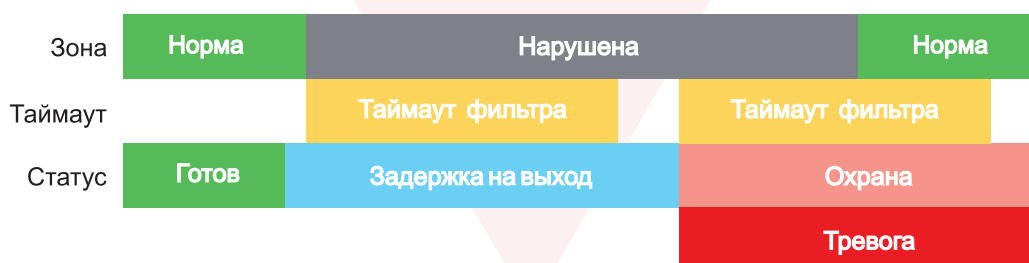 Зона Норма Нарушена Норма
Таймаут Таймаут фильтра Таймаут фильтра
Статус Готов Задержка на выход Охрана
Тревога